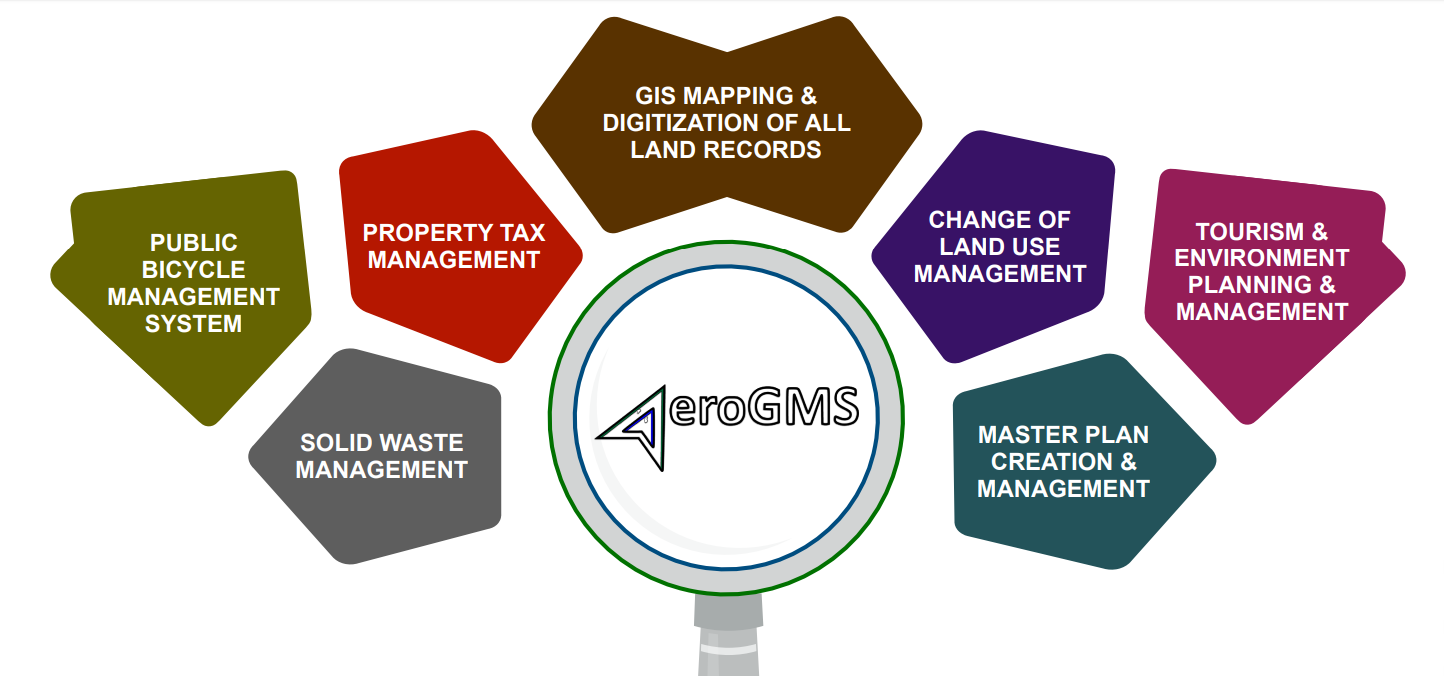 GIS MAPPING &
DIGITIZATION OF ALL
LAND RECORDS
PROPERTY TAX
MANAGEMENT
CHANGE OF
LAND USE
MANAGEMENT
PUBLIC
BICYCLE
MANAGEMENT
SYSTEM
TOURISM &
ENVIRONMENT
PLANNING &
MANAGEMENT
SOLID WASTE
MANAGEMENT
AeroGMS
MASTER PLAN
CREATION &
MANAGEMENT